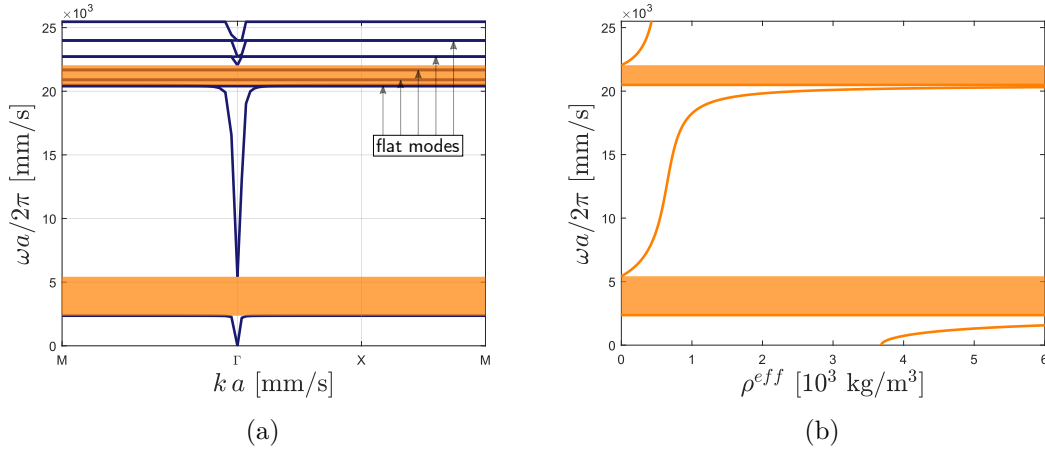 ×10³
25
20
15
10
5
0
ωa/2π [mm/s]
flat modes
M
Γ
X
M
k a [mm/s]
(a)
×10³
25
20
15
10
5
0
ωa/2π [mm/s]
0
1
2
3
4
5
6
ρ^{eff} [10³ kg/m³]
(b)